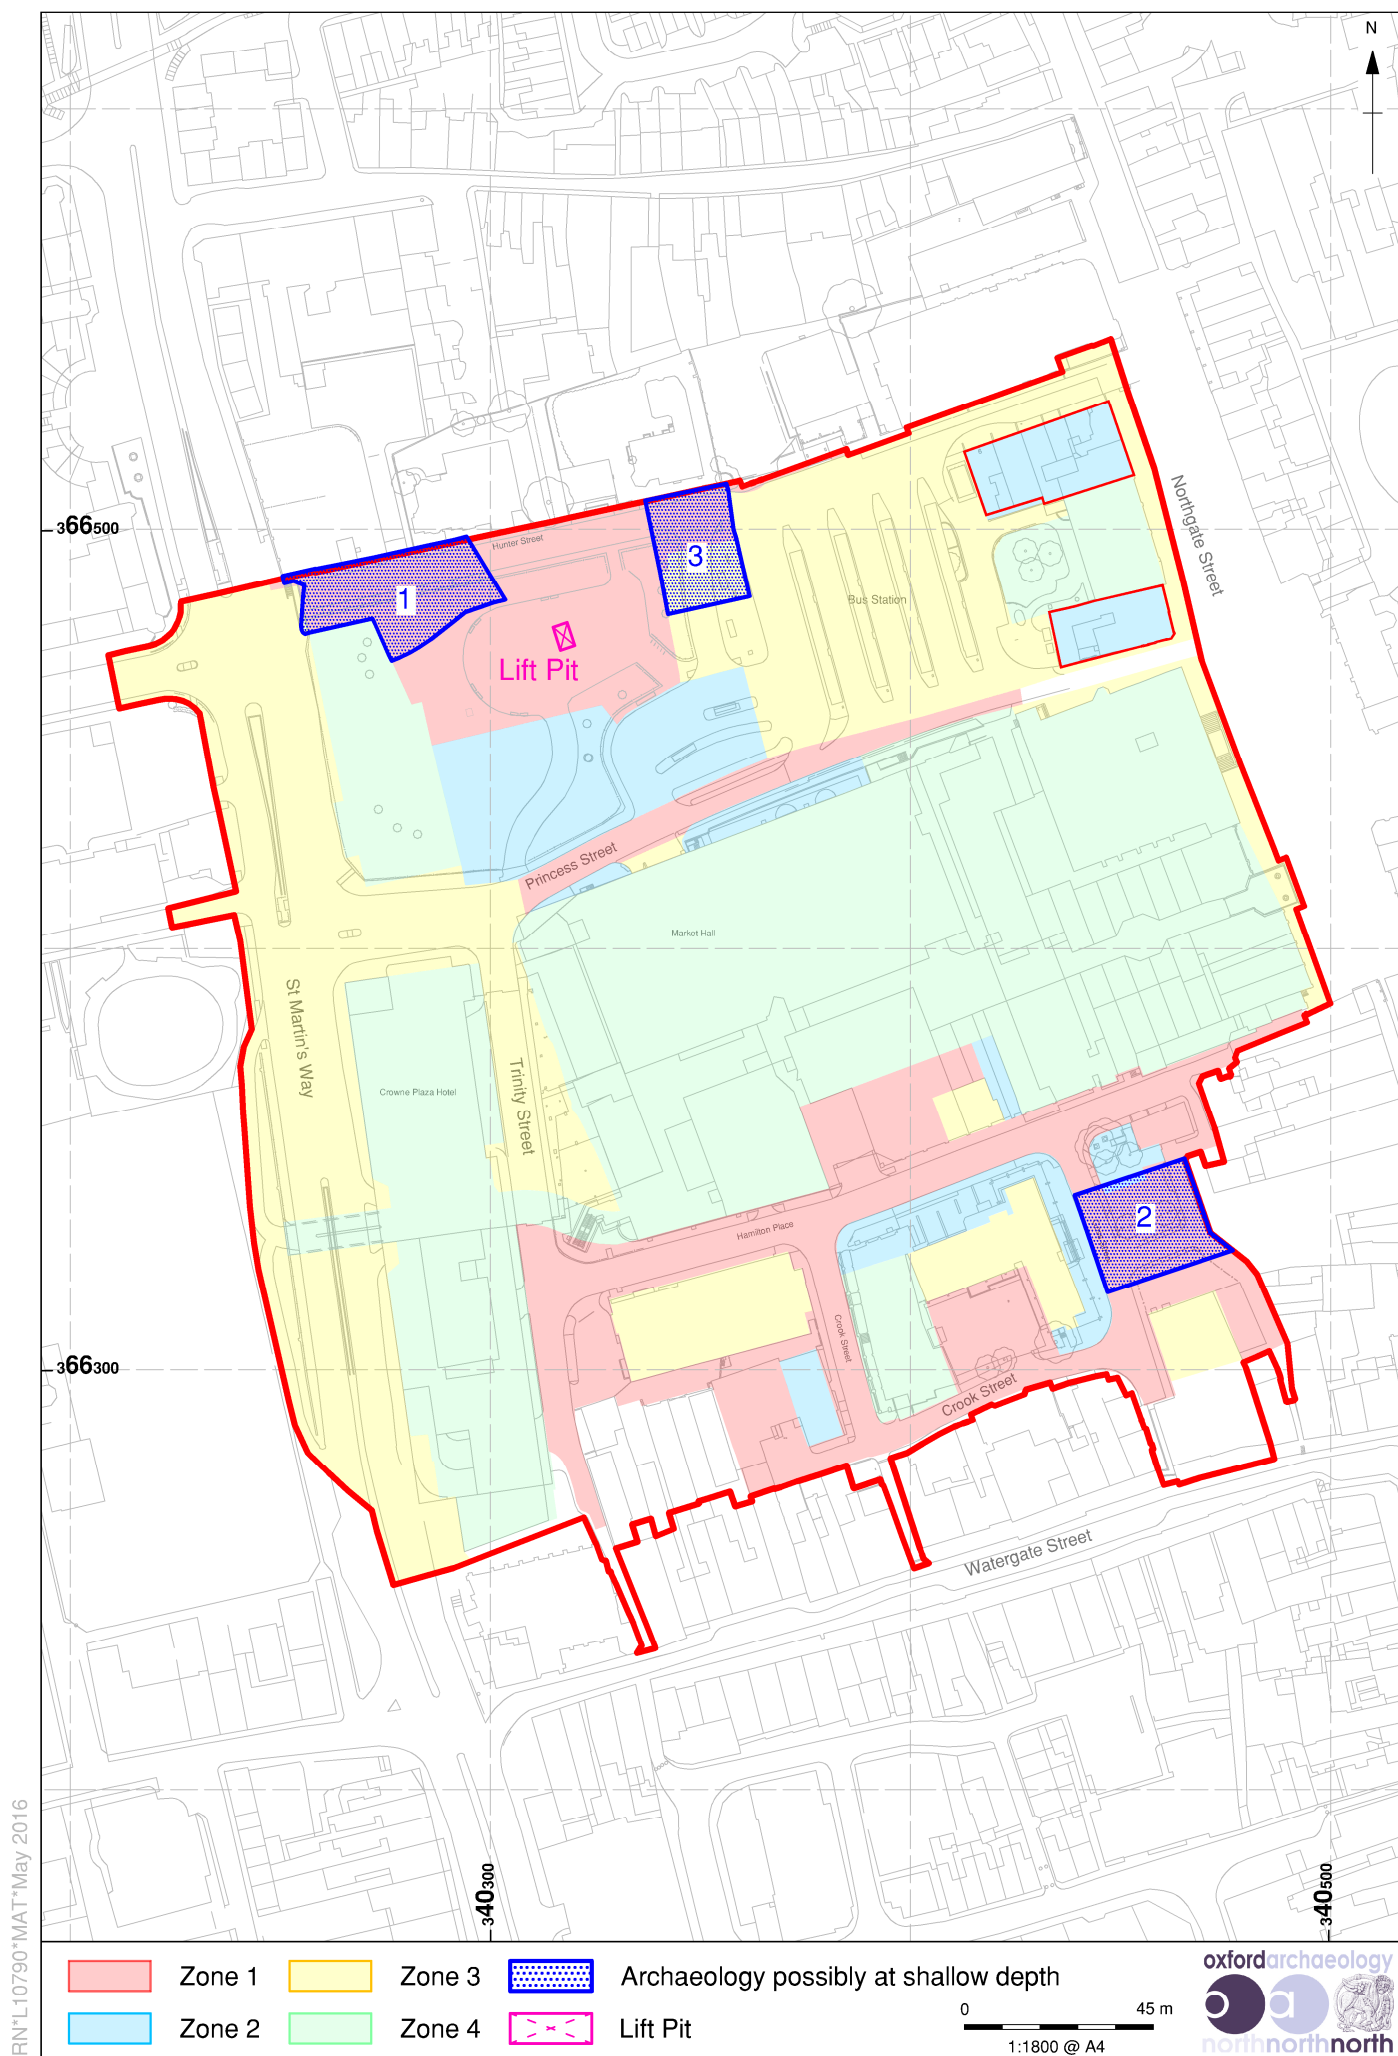 N
Northgate Street
366500
Hunter Street
1
3
Lift Pit
Bus Station
Princess Street
Market Hall
St Martin's Way
Crowne Plaza Hotel
Trinity Street
2
Hamilton Place
Crook Street
Crook Street
366300
Watergate Street
340300
340500
RN*L10790*MAT*May 2016
Zone 1
Zone 3
Archaeology possibly at shallow depth
Zone 2
Zone 4
Lift Pit
0 45 m
1:1800 @ A4
oxfordarchaeology
o a
northnorthnorth